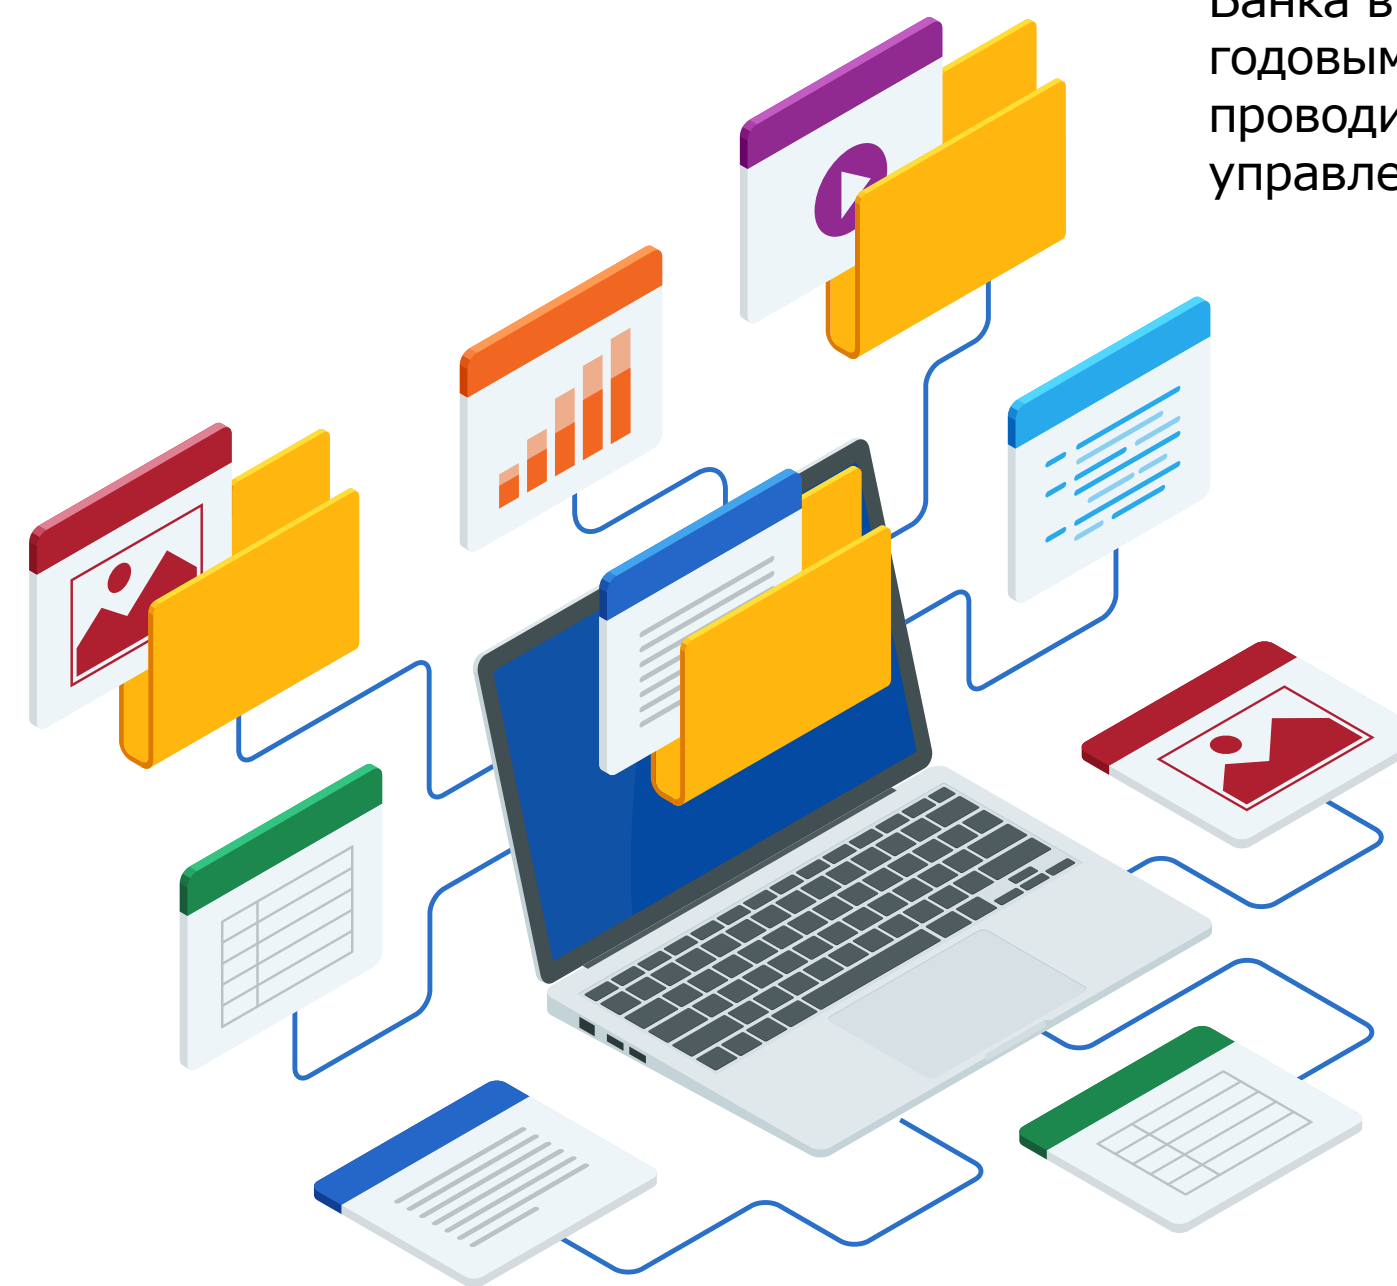 Банка в
годовым
проводи
управле